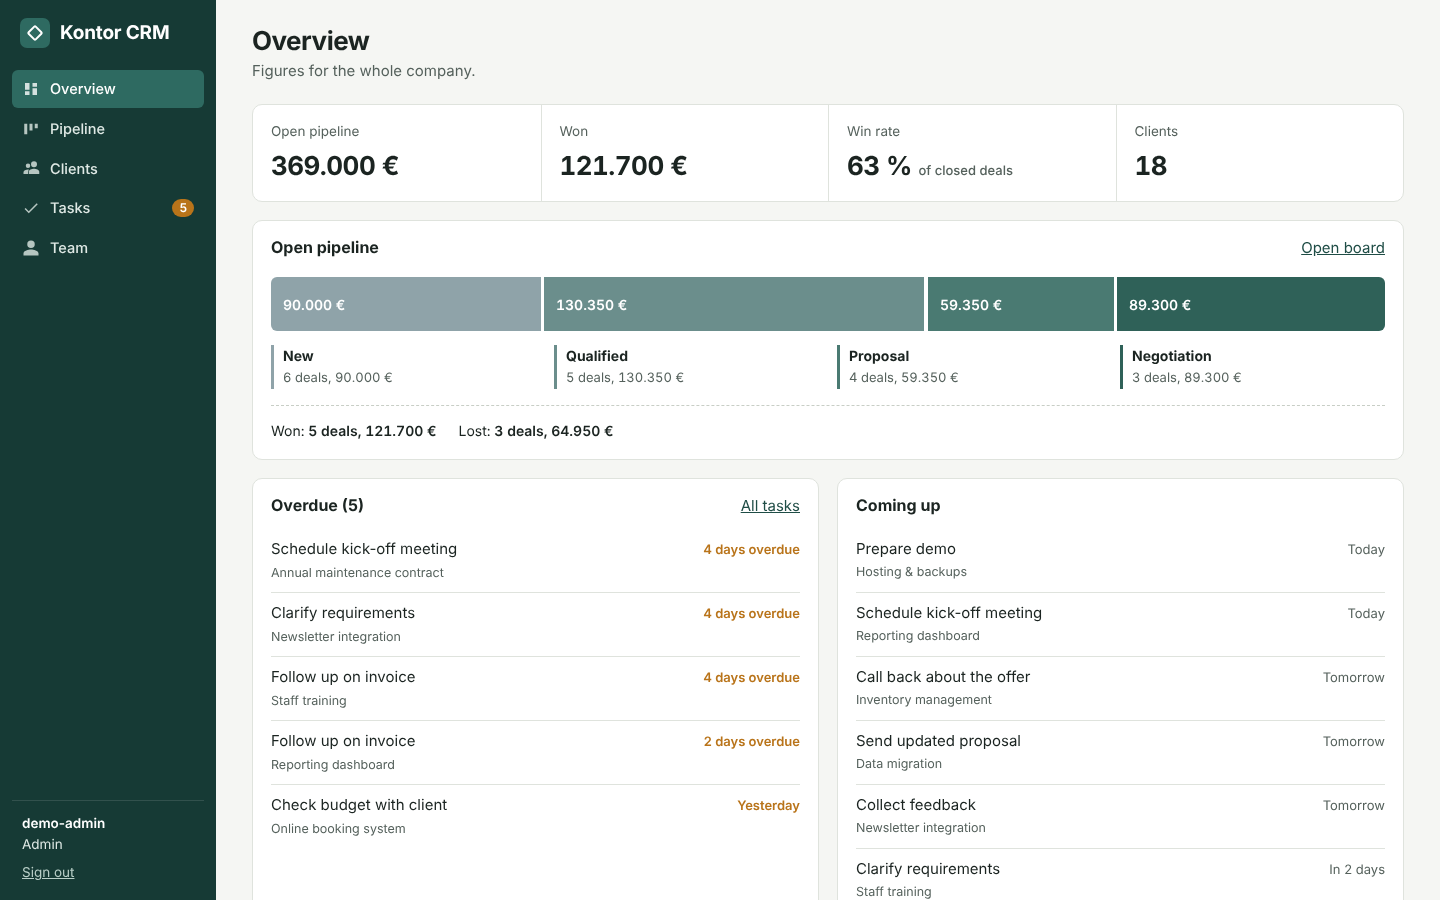 Kontor CRM
Overview
Pipeline
Clients
Tasks 5
Team
demo-admin
Admin
Sign out
Overview
Figures for the whole company.
Open pipeline
369.000 €
Won
121.700 €
Win rate
63 % of closed deals
Clients
18
Open pipeline
Open board
90.000 €
130.350 €
59.350 €
89.300 €
New
6 deals, 90.000 €
Qualified
5 deals, 130.350 €
Proposal
4 deals, 59.350 €
Negotiation
3 deals, 89.300 €
Won: 5 deals, 121.700 € Lost: 3 deals, 64.950 €
Overdue (5)
All tasks
Schedule kick-off meeting 4 days overdue
Annual maintenance contract
Clarify requirements 4 days overdue
Newsletter integration
Follow up on invoice 4 days overdue
Staff training
Follow up on invoice 2 days overdue
Reporting dashboard
Check budget with client Yesterday
Online booking system
Coming up
Prepare demo Today
Hosting & backups
Schedule kick-off meeting Today
Reporting dashboard
Call back about the offer Tomorrow
Inventory management
Send updated proposal Tomorrow
Data migration
Collect feedback Tomorrow
Newsletter integration
Clarify requirements In 2 days
Staff training